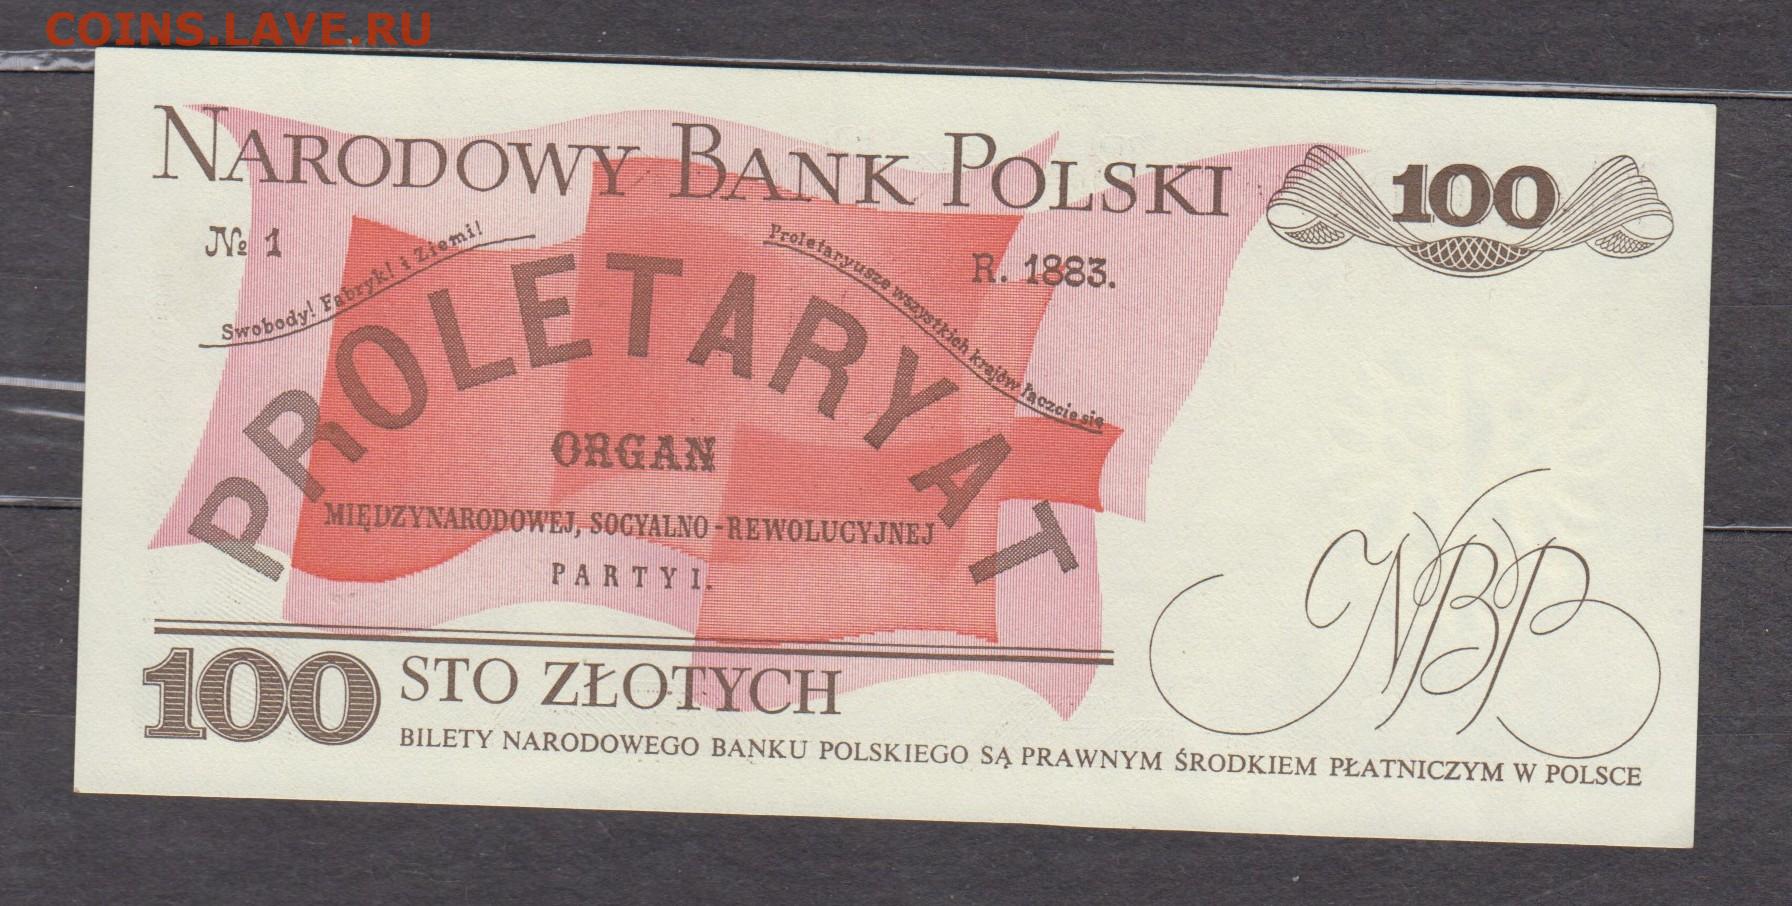 COINS.LAVE.RU
NARODOWY BANK POLSKI
100
№ 1
Swobody! Fabryk! i Ziemi!
Proletaryusze wszystkich krajów łączcie się
R. 1883.
PROLETARYAT
ORGAN
MIĘDZYNARODOWEJ, SOCYALNO-REWOLUCYJNEJ
PARTYI.
NBP
100 STO ZŁOTYCH
BILETY NARODOWEGO BANKU POLSKIEGO SĄ PRAWNYM ŚRODKIEM PŁATNICZYM W POLSCE